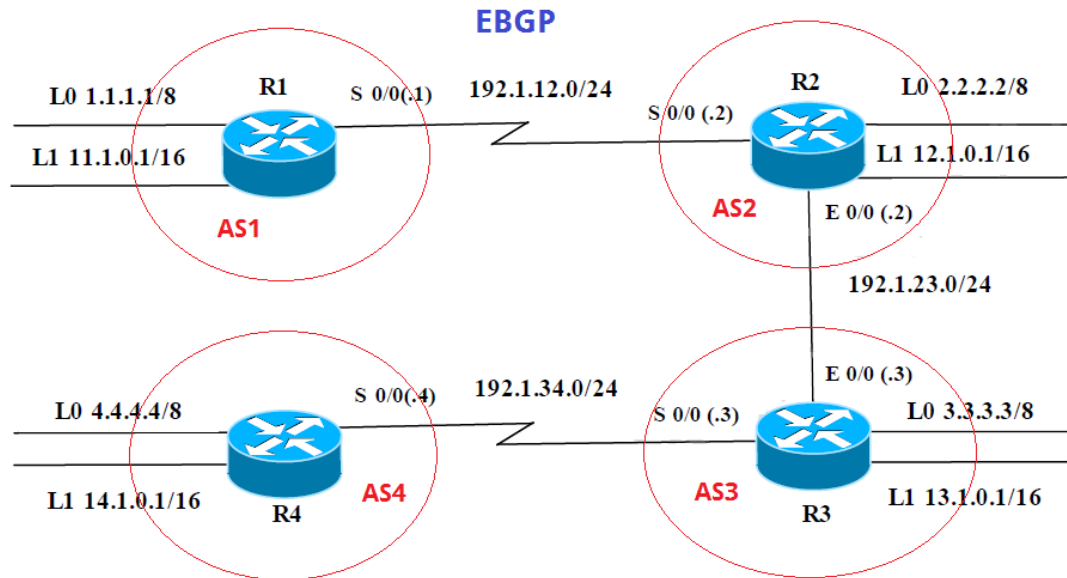 EBGP
L0 1.1.1.1/8
R1
S 0/0(.1)
192.1.12.0/24
S 0/0 (.2)
R2
L0 2.2.2.2/8
L1 11.1.0.1/16
L1 12.1.0.1/16
AS1
AS2
E 0/0 (.2)
192.1.23.0/24
L0 4.4.4.4/8
S 0/0(.4)
192.1.34.0/24
S 0/0 (.3)
E 0/0 (.3)
L0 3.3.3.3/8
L1 14.1.0.1/16
R4
AS4
AS3
R3
L1 13.1.0.1/16